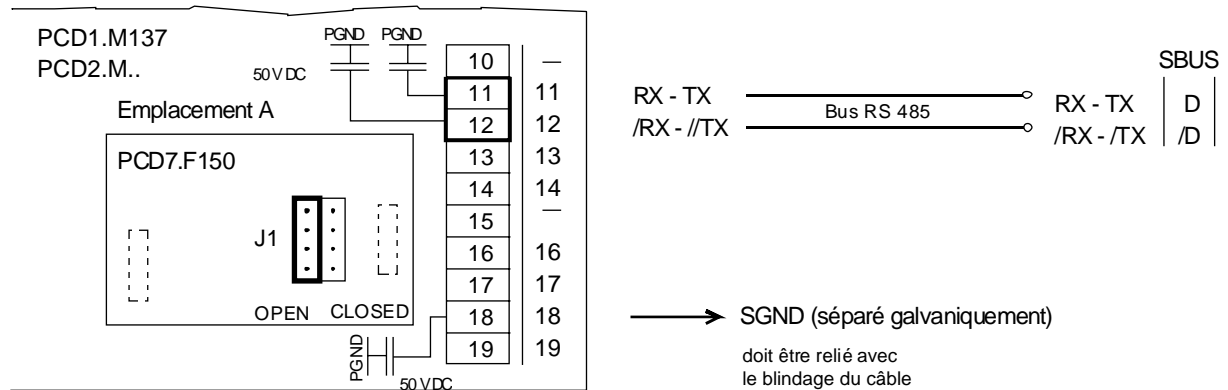 PCD1.M137
PCD2.M..
PGND PGND
50 V DC
Emplacement A
PCD7.F150
J1
OPEN CLOSED
PGND
50 V DC
10 —
11 11
12 12
13 13
14 14
15 —
16 16
17 17
18 18
19 19
SBUS
RX - TX Bus RS 485 RX - TX D
/RX - //TX /RX - /TX /D
SGND (séparé galvaniquement)
doit être relié avec
le blindage du câble